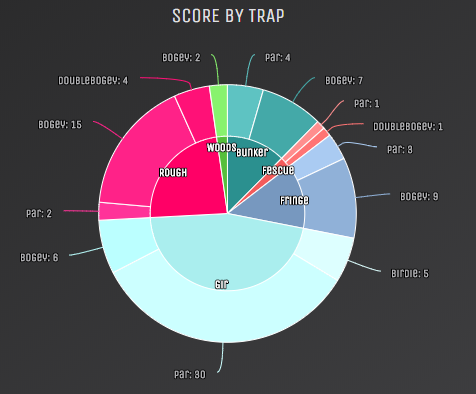 SCORE BY TRAP
Bogey: 2
Par: 4
DoubleBogey: 4
Bogey: 7
Par: 1
Bogey: 15
DoubleBogey: 1
Woods
Bunker
Par: 3
Fescue
Rough
Fringe
Bogey: 9
Par: 2
Bogey: 6
Birdie: 5
Gir
Par: 30